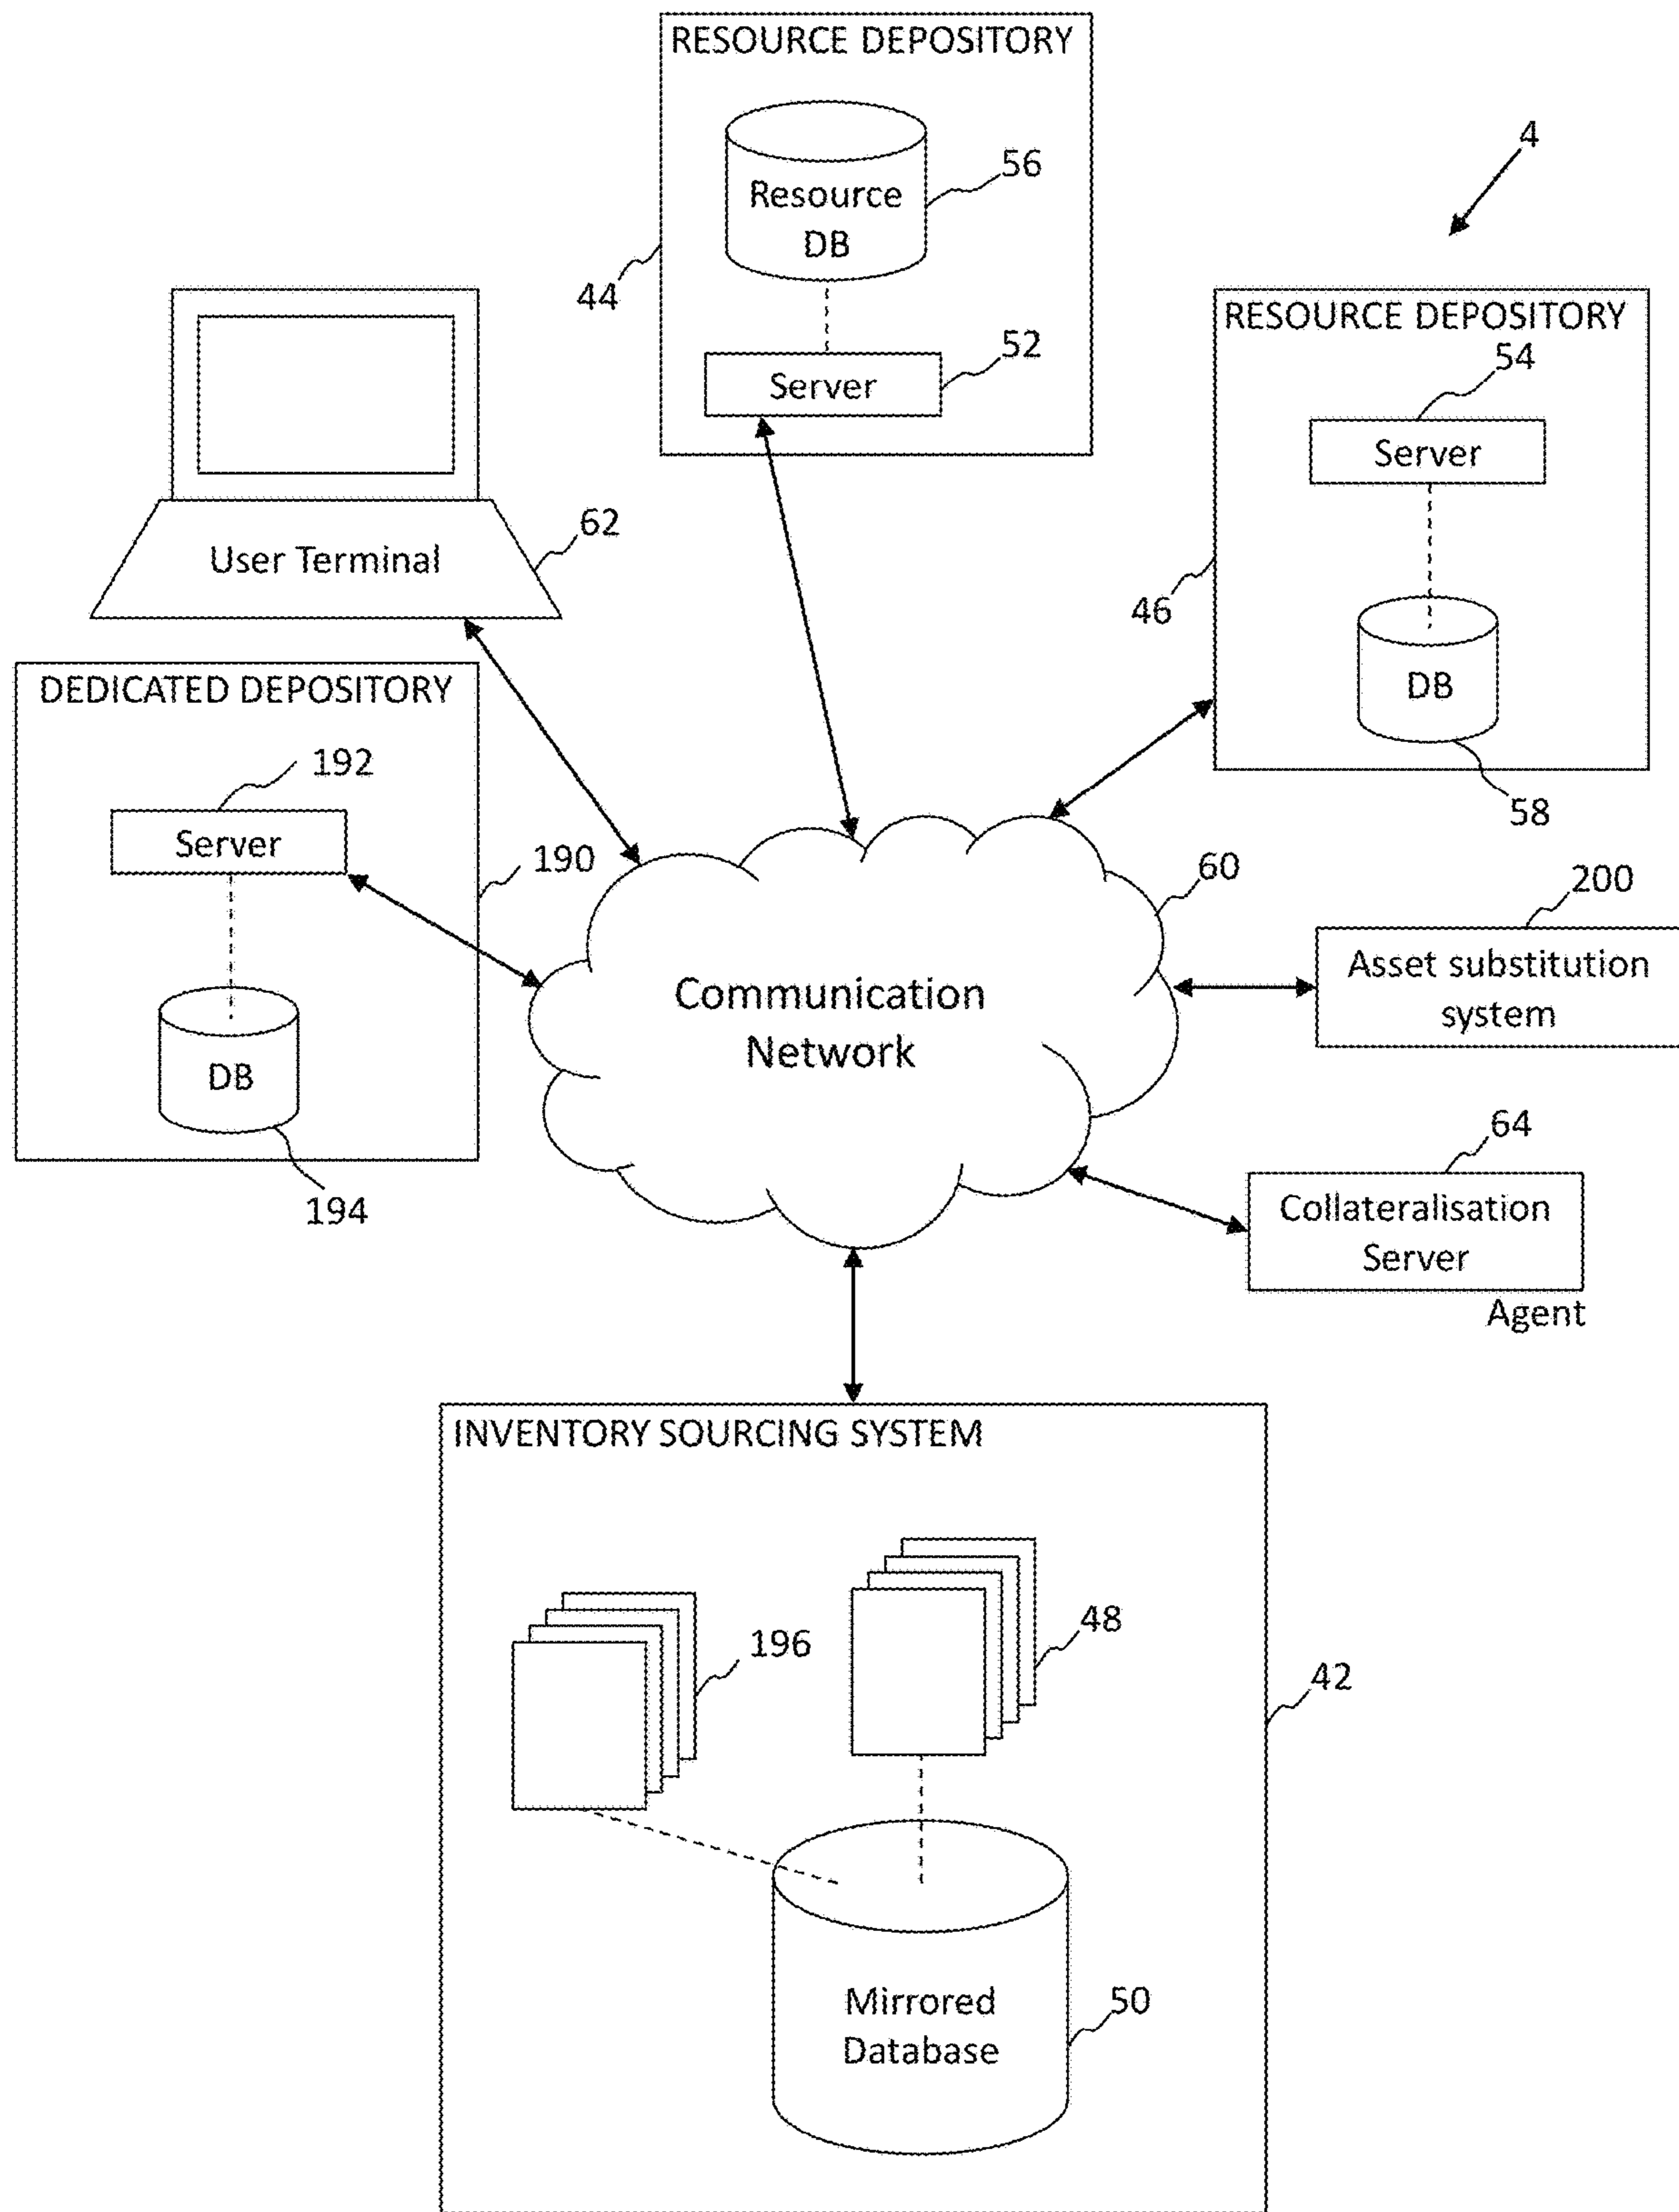 RESOURCE DEPOSITORY
Resource
DB
56
44
Server
52
4
RESOURCE DEPOSITORY
54
Server
46
DB
58
User Terminal
62
DEDICATED DEPOSITORY
192
Server
190
DB
194
Communication
Network
60
200
Asset substitution
system
64
Collateralisation
Server
Agent
INVENTORY SOURCING SYSTEM
196
48
42
Mirrored
Database
50